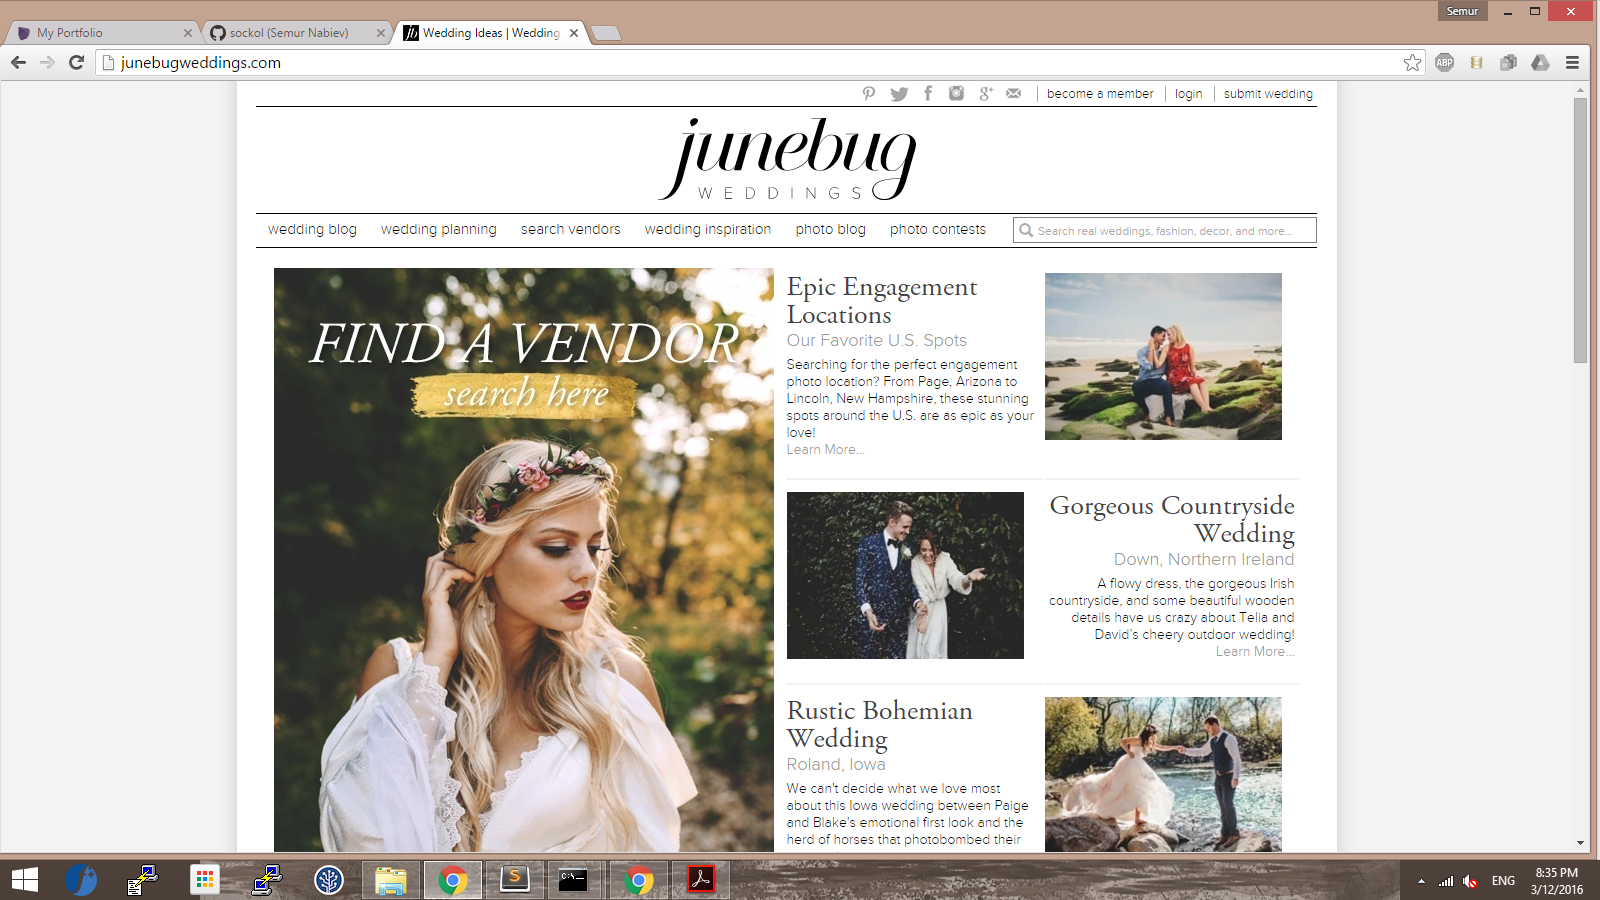 Semur
My Portfolio
sockol (Semur Nabiev)
Wedding Ideas | Wedding
junebugweddings.com
ABP
become a member
login
submit wedding
junebug
WEDDINGS
wedding blog
wedding planning
search vendors
wedding inspiration
photo blog
photo contests
Search real weddings, fashion, decor, and more...
FIND A VENDOR
search here
Epic Engagement
Locations
Our Favorite U.S. Spots
Searching for the perfect engagement
photo location? From Page, Arizona to
Lincoln, New Hampshire, these stunning
spots around the U.S. are as epic as your
love!
Learn More...
Gorgeous Countryside
Wedding
Down, Northern Ireland
A flowy dress, the gorgeous Irish
countryside, and some beautiful wooden
details have us crazy about Telia and
David's cheery outdoor wedding!
Learn More...
Rustic Bohemian
Wedding
Roland, Iowa
We can't decide what we love most
about this Iowa wedding between Paige
and Blake's emotional first look and the
herd of horses that photobombed their
ENG
8:35 PM
3/12/2016